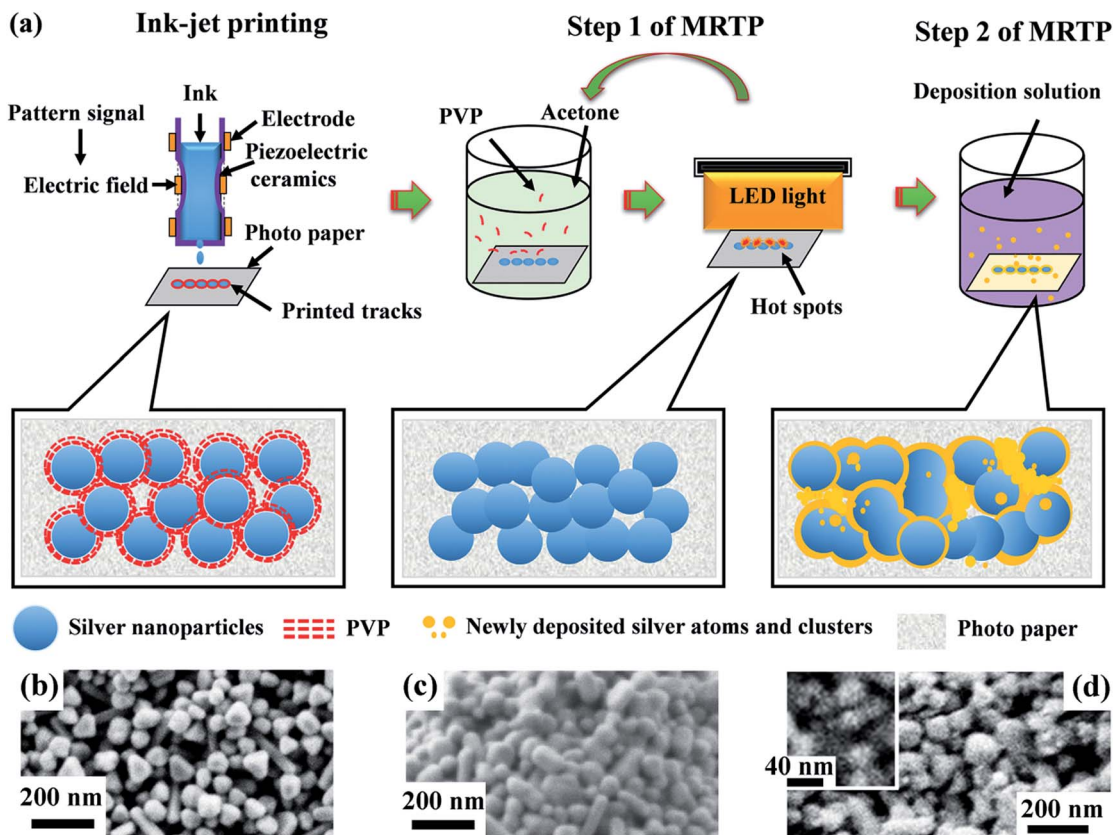 (a)
Ink-jet printing
Step 1 of MRTP
Step 2 of MRTP
Pattern signal
Ink
Electrode
Electric field
Piezoelectric
ceramics
Photo paper
Printed tracks
PVP
Acetone
LED light
Hot spots
Deposition solution
Silver nanoparticles
PVP
Newly deposited silver atoms and clusters
Photo paper
(b)
200 nm
(c)
200 nm
(d)
40 nm
200 nm